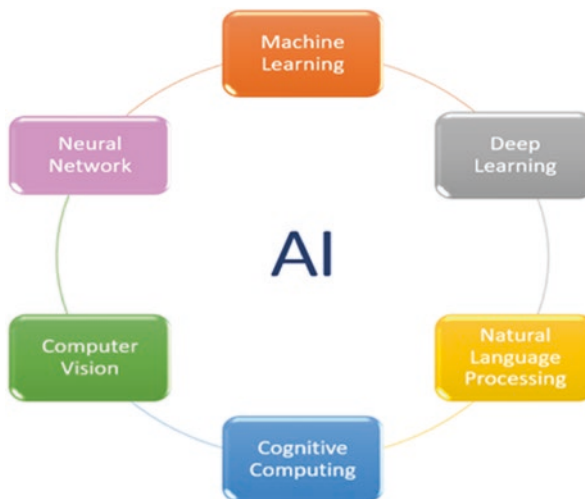 Machine
Learning
Neural
Network
Deep
Learning
AI
Computer
Vision
Natural
Language
Processing
Cognitive
Computing